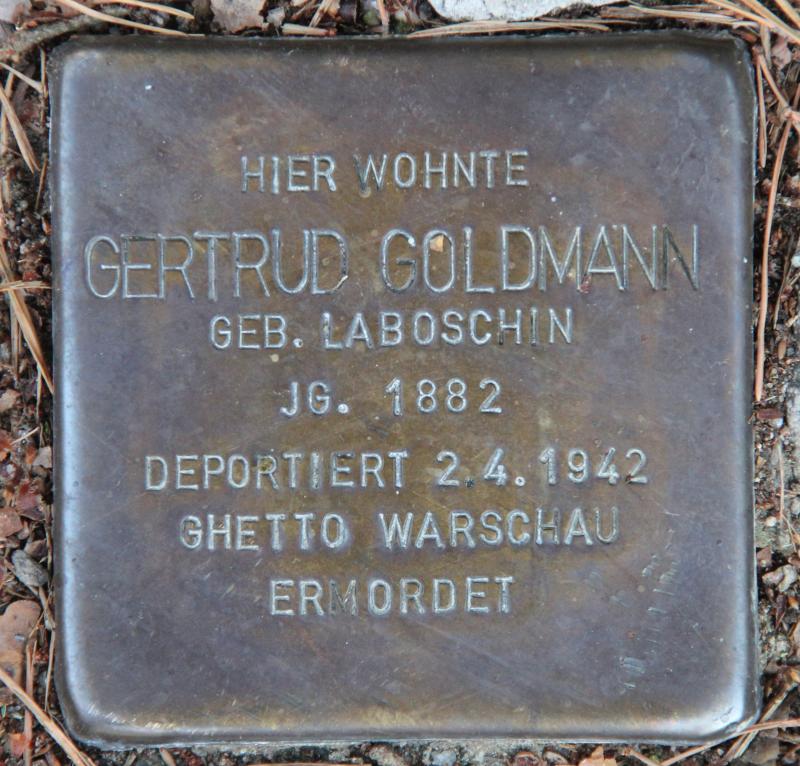 HIER WOHNTE
GERTRUD GOLDMANN
GEB. LABOSCHIN
JG. 1882
DEPORTIERT 2.4.1942
GHETTO WARSCHAU
ERMORDET